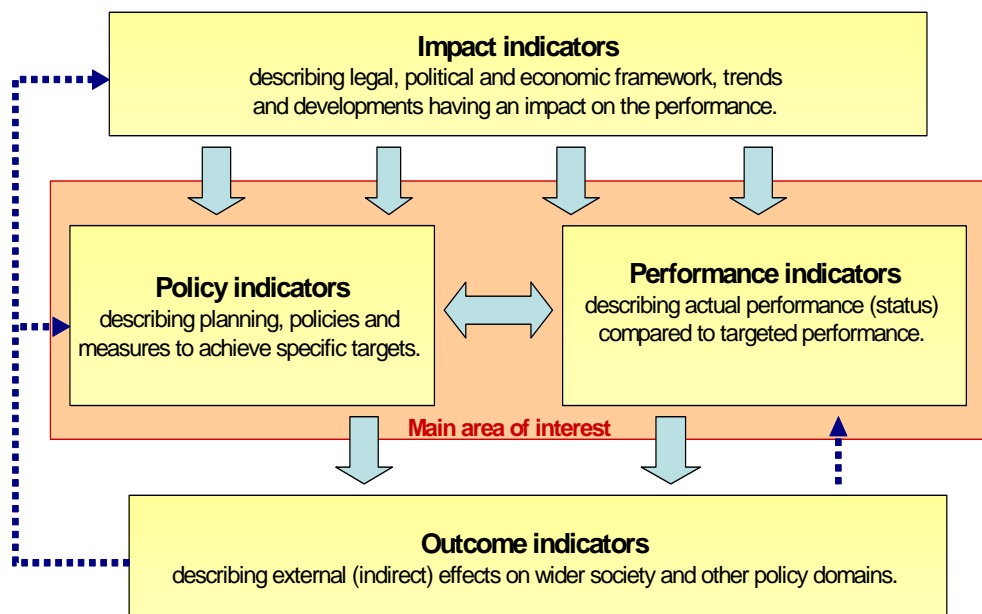 Impact indicators
describing legal, political and economic framework, trends
and developments having an impact on the performance.
Policy indicators
describing planning, policies and
measures to achieve specific targets.
Performance indicators
describing actual performance (status)
compared to targeted performance.
Main area of interest
Outcome indicators
describing external (indirect) effects on wider society and other policy domains.